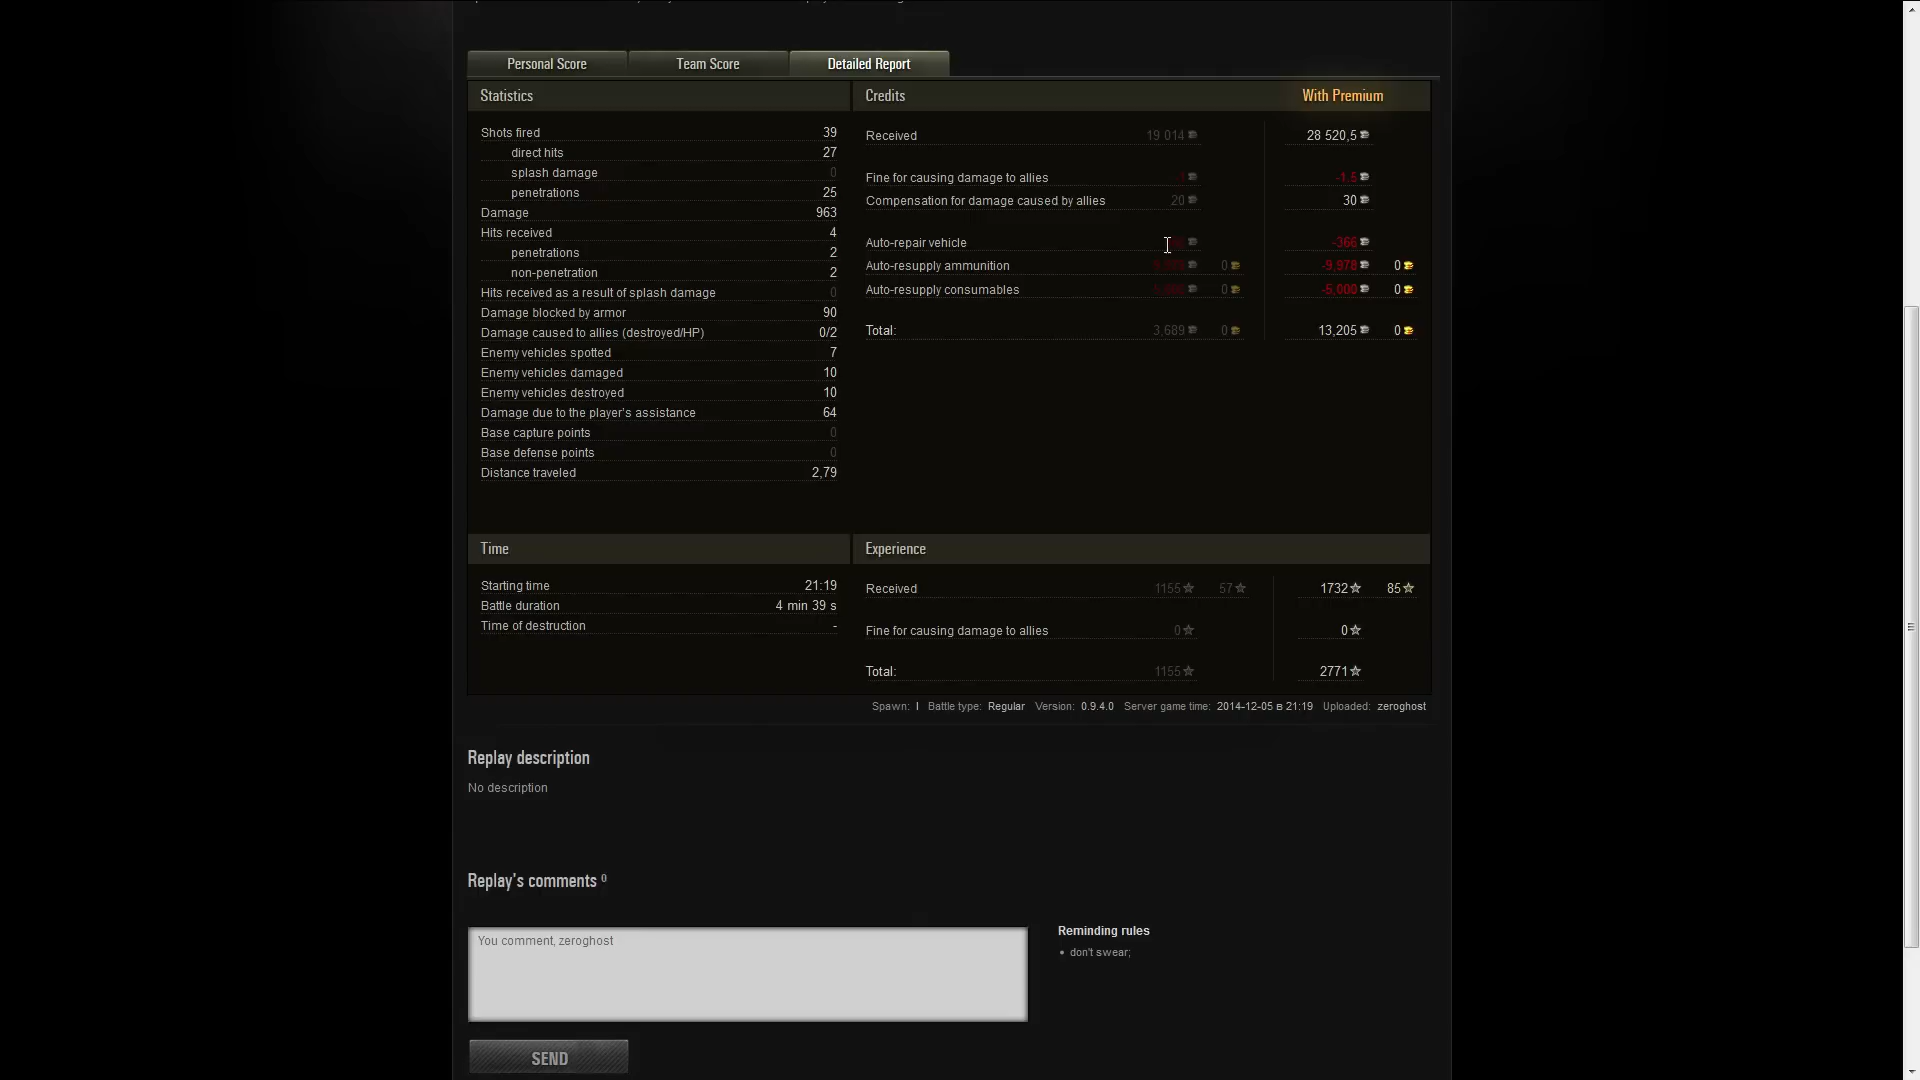 Personal Score Team Score Detailed Report
Statistics
Shots fired 39
direct hits 27
splash damage 0
penetrations 25
Damage 963
Hits received 4
penetrations 2
non-penetration 2
Hits received as a result of splash damage 0
Damage blocked by armor 90
Damage caused to allies (destroyed/HP) 0/2
Enemy vehicles spotted 7
Enemy vehicles damaged 10
Enemy vehicles destroyed 10
Damage due to the player's assistance 64
Base capture points 0
Base defense points 0
Distance traveled 2,79
Credits With Premium
Received 19 014 28 520,5
Fine for causing damage to allies -1 -1.5
Compensation for damage caused by allies 20 30
Auto-repair vehicle -366
Auto-resupply ammunition 0 -9,978 0
Auto-resupply consumables 0 -5,000 0
Total: 3,689 0 13,205 0
Time
Starting time 21:19
Battle duration 4 min 39 s
Time of destruction -
Experience
Received 1155 57 1732 85
Fine for causing damage to allies 0 0
Total: 1155 2771
Spawn: I Battle type: Regular Version: 0.9.4.0 Server game time: 2014-12-05 в 21:19 Uploaded: zeroghost
Replay description
No description
Replay's comments 0
You comment, zeroghost
Reminding rules
• don't swear;
SEND